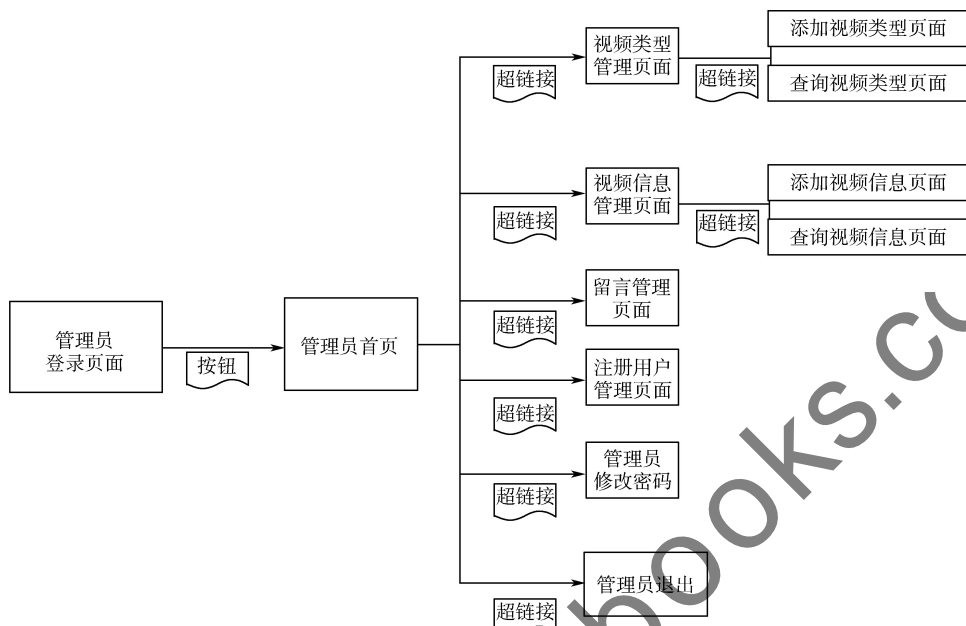 添加视频类型页面
视频类型
管理页面
超链接
超链接
查询视频类型页面
添加视频信息页面
视频信息
管理页面
超链接
超链接
查询视频信息页面
留言管理
页面
超链接
管理员
登录页面
按钮
管理员首页
注册用户
管理页面
超链接
管理员
修改密码
超链接
管理员退出
超链接
ooks.co